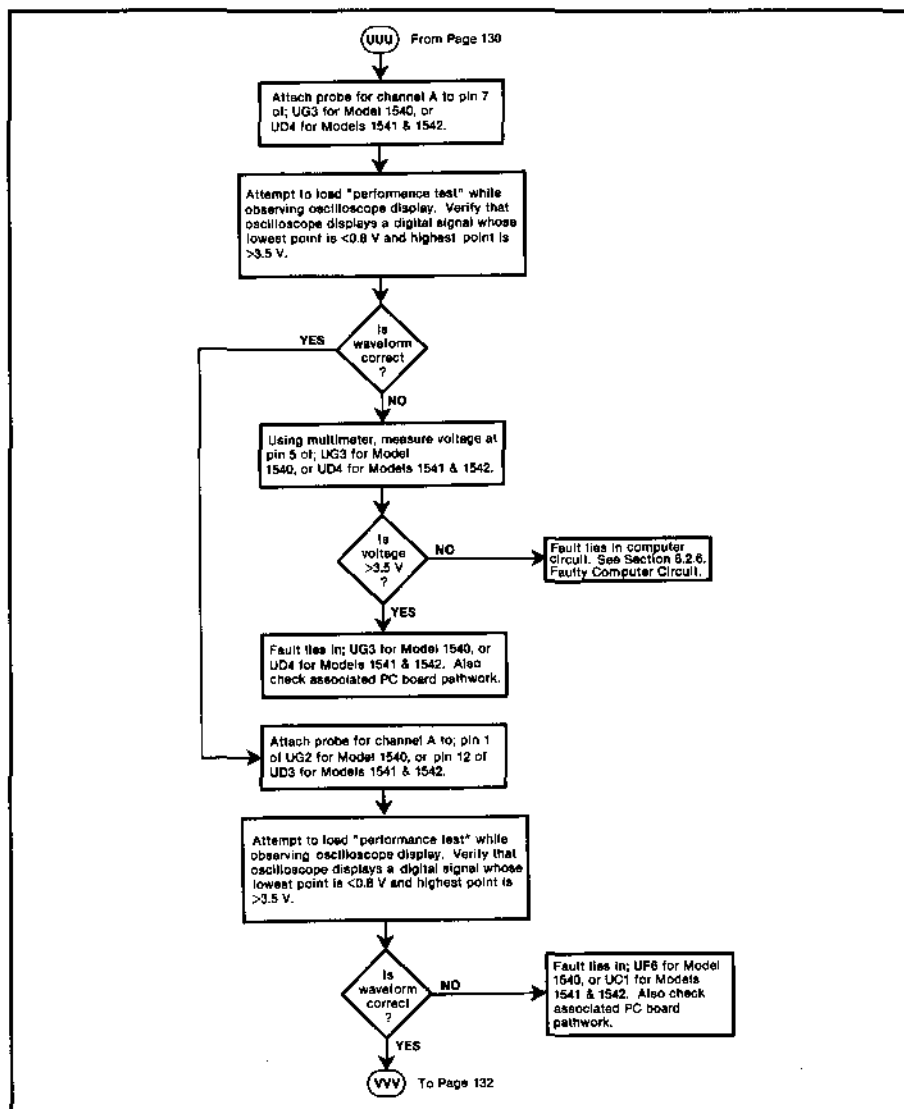 UUU From Page 130
Attach probe for channel A to pin 7
of; UG3 for Model 1540, or
UD4 for Models 1541 & 1542.
Attempt to load "performance test" while
observing oscilloscope display. Verify that
oscilloscope displays a digital signal whose
lowest point is <0.8 V and highest point is
>3.5 V.
Is
waveform
correct
?
YES
NO
Using multimeter, measure voltage at
pin 5 of; UG3 for Model
1540, or UD4 for Models 1541 & 1542.
Is
voltage
>3.5 V
?
NO
Fault lies in computer
circuit. See Section 6.2.6.
Faulty Computer Circuit.
YES
Fault lies in; UG3 for Model 1540, or
UD4 for Models 1541 & 1542. Also
check associated PC board pathwork.
Attach probe for channel A to; pin 1
of UG2 for Model 1540, or pin 12 of
UD3 for Models 1541 & 1542.
Attempt to load "performance test" while
observing oscilloscope display. Verify that
oscilloscope displays a digital signal whose
lowest point is <0.8 V and highest point is
>3.5 V.
Is
waveform
correct
?
NO
Fault lies in; UF6 for Model
1540, or UC1 for Models
1541 & 1542. Also check
associated PC board
pathwork.
YES
VVV To Page 132